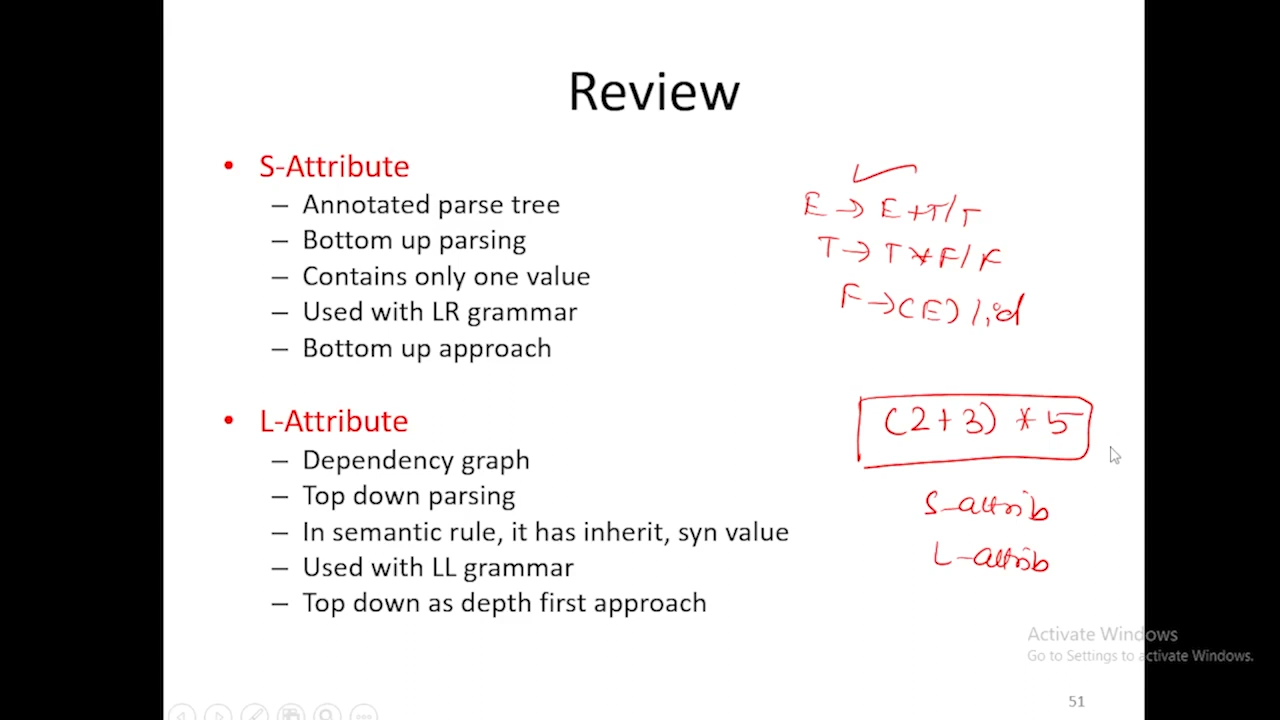 Review
• S-Attribute
– Annotated parse tree
– Bottom up parsing
– Contains only one value
– Used with LR grammar
– Bottom up approach
• L-Attribute
– Dependency graph
– Top down parsing
– In semantic rule, it has inherit, syn value
– Used with LL grammar
– Top down as depth first approach
E → E+T/T
T → T*F/F
F → (E)/id
(2+3) * 5
S-attrib
L-attrib
Activate Windows
Go to Settings to activate Windows.
51